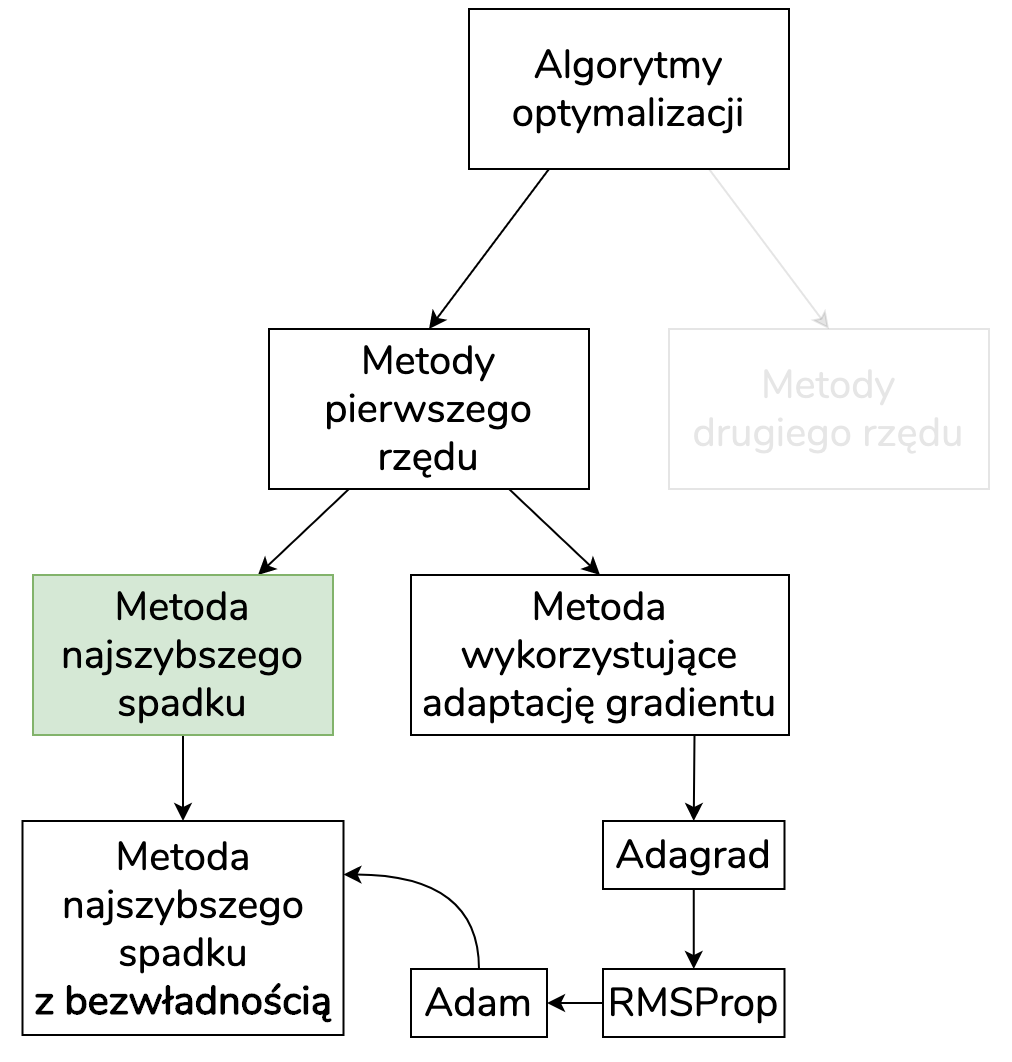 Algorytmy
optymalizacji
Metody
pierwszego
rzędu
Metody
drugiego rzędu
Metoda
najszybszego
spadku
Metoda
wykorzystujące
adaptację gradientu
Metoda
najszybszego
spadku
z bezwładnością
Adagrad
Adam
RMSProp